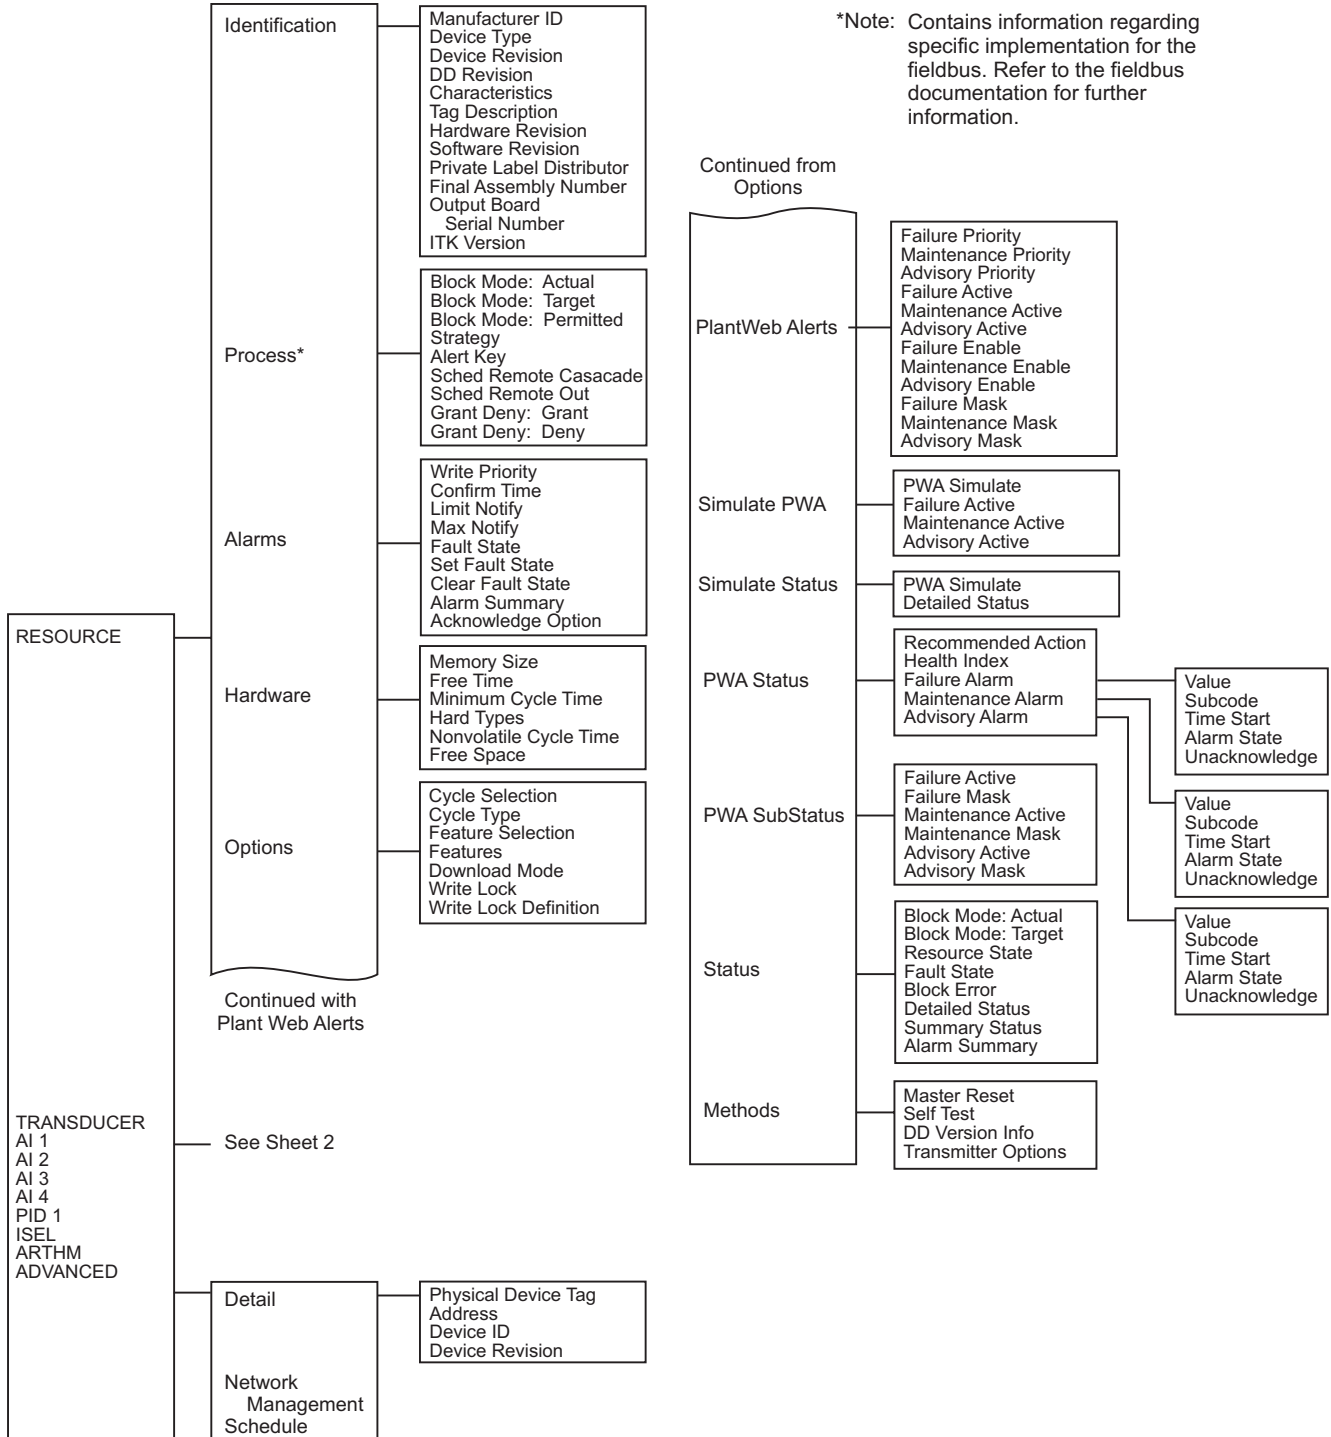 Identification
Manufacturer ID
Device Type
Device Revision
DD Revision
Characteristics
Tag Description
Hardware Revision
Software Revision
Private Label Distributor
Final Assembly Number
Output Board
Serial Number
ITK Version
Process*
Block Mode: Actual
Block Mode: Target
Block Mode: Permitted
Strategy
Alert Key
Sched Remote Casacade
Sched Remote Out
Grant Deny: Grant
Grant Deny: Deny
Alarms
Write Priority
Confirm Time
Limit Notify
Max Notify
Fault State
Set Fault State
Clear Fault State
Alarm Summary
Acknowledge Option
RESOURCE
Hardware
Memory Size
Free Time
Minimum Cycle Time
Hard Types
Nonvolatile Cycle Time
Free Space
Options
Cycle Selection
Cycle Type
Feature Selection
Features
Download Mode
Write Lock
Write Lock Definition
Continued with
Plant Web Alerts
TRANSDUCER
AI 1
AI 2
AI 3
AI 4
PID 1
ISEL
ARTHM
ADVANCED
See Sheet 2
Detail
Physical Device Tag
Address
Device ID
Device Revision
Network
Management
Schedule
*Note: Contains information regarding
specific implementation for the
fieldbus. Refer to the fieldbus
documentation for further
information.
Continued from
Options
PlantWeb Alerts
Failure Priority
Maintenance Priority
Advisory Priority
Failure Active
Maintenance Active
Advisory Active
Failure Enable
Maintenance Enable
Advisory Enable
Failure Mask
Maintenance Mask
Advisory Mask
Simulate PWA
PWA Simulate
Failure Active
Maintenance Active
Advisory Active
Simulate Status
PWA Simulate
Detailed Status
PWA Status
Recommended Action
Health Index
Failure Alarm
Maintenance Alarm
Advisory Alarm
Value
Subcode
Time Start
Alarm State
Unacknowledge
Value
Subcode
Time Start
Alarm State
Unacknowledge
Value
Subcode
Time Start
Alarm State
Unacknowledge
PWA SubStatus
Failure Active
Failure Mask
Maintenance Active
Maintenance Mask
Advisory Active
Advisory Mask
Status
Block Mode: Actual
Block Mode: Target
Resource State
Fault State
Block Error
Detailed Status
Summary Status
Alarm Summary
Methods
Master Reset
Self Test
DD Version Info
Transmitter Options